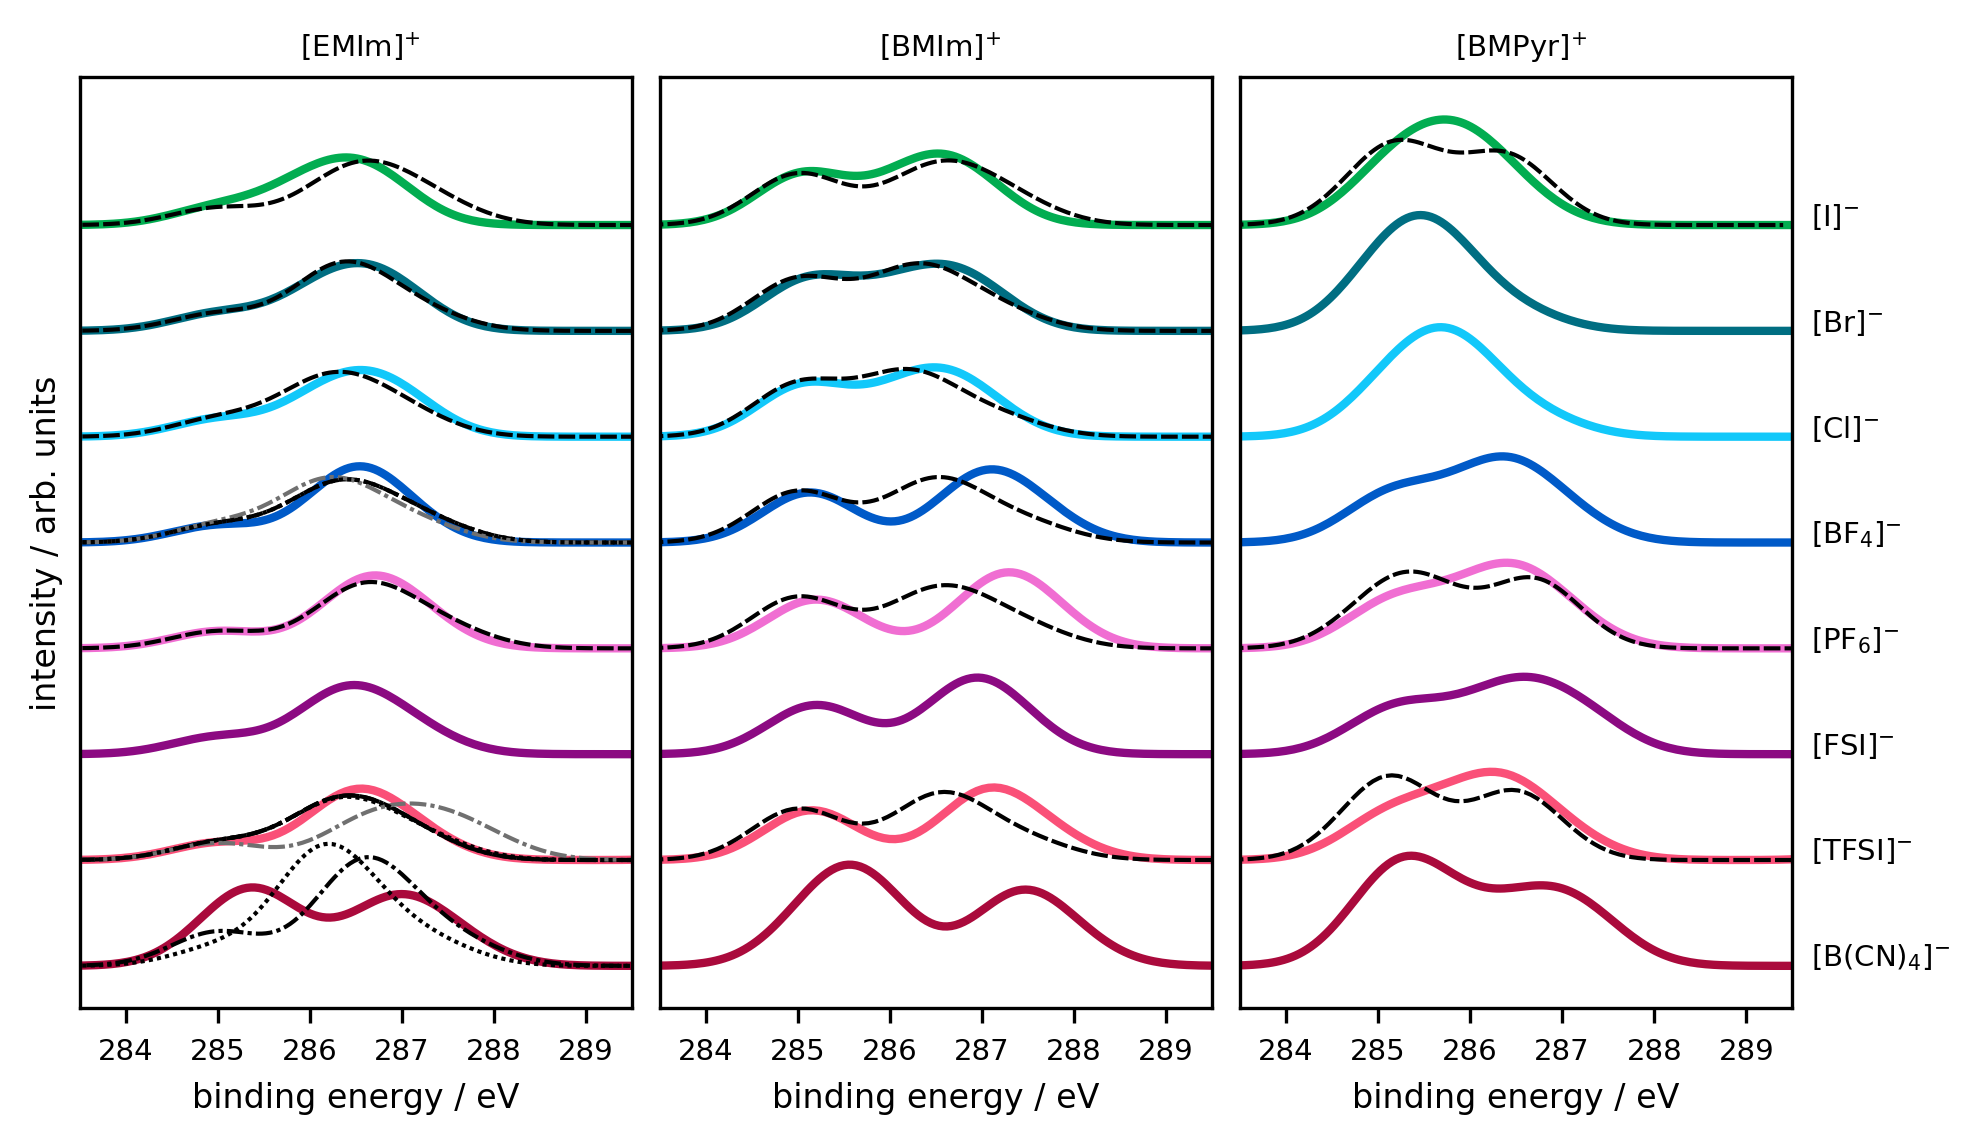 [EMIm]⁺ [BMIm]⁺ [BMPyr]⁺
intensity / arb. units
[I]⁻
[Br]⁻
[Cl]⁻
[BF₄]⁻
[PF₆]⁻
[FSI]⁻
[TFSI]⁻
[B(CN)₄]⁻
284 285 286 287 288 289 284 285 286 287 288 289 284 285 286 287 288 289
binding energy / eV binding energy / eV binding energy / eV